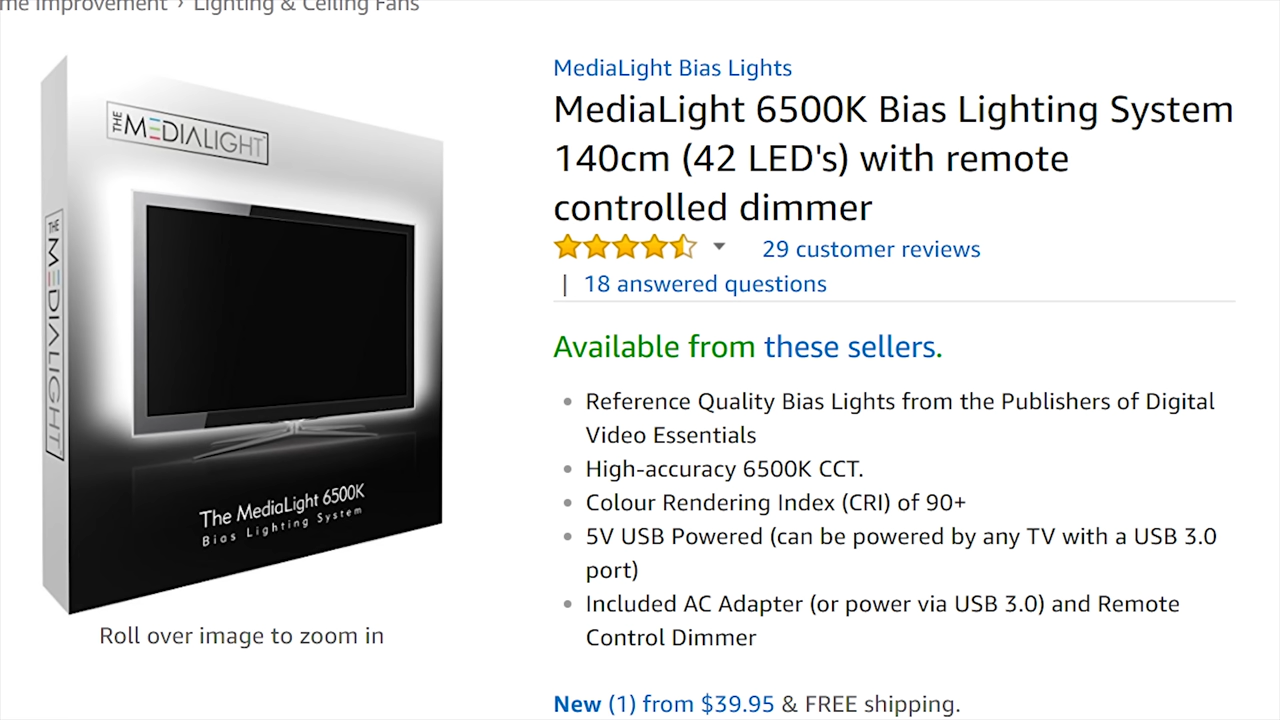 me Improvement › Lighting & Ceiling Fans
THE MEDIALIGHT
THE MEDIALIGHT
The MediaLight 6500K
Bias Lighting System
Roll over image to zoom in
MediaLight Bias Lights
MediaLight 6500K Bias Lighting System
140cm (42 LED's) with remote
controlled dimmer
29 customer reviews
| 18 answered questions
Available from these sellers.
• Reference Quality Bias Lights from the Publishers of Digital
Video Essentials
• High-accuracy 6500K CCT.
• Colour Rendering Index (CRI) of 90+
• 5V USB Powered (can be powered by any TV with a USB 3.0
port)
• Included AC Adapter (or power via USB 3.0) and Remote
Control Dimmer
New (1) from $39.95 & FREE shipping.